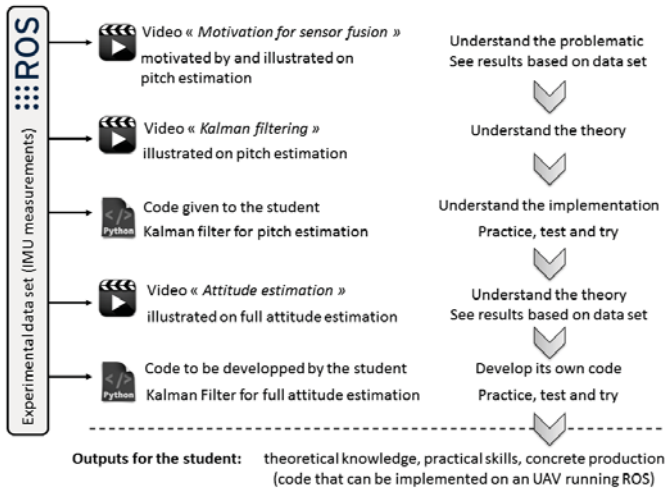 ROS
Experimental data set (IMU measurements)
Video « Motivation for sensor fusion »
motivated by and illustrated on
pitch estimation
Understand the problematic
See results based on data set
Video « Kalman filtering »
illustrated on pitch estimation
Understand the theory
</>
Python
Code given to the student
Kalman filter for pitch estimation
Understand the implementation
Practice, test and try
Video « Attitude estimation »
illustrated on full attitude estimation
Understand the theory
See results based on data set
</>
Python
Code to be developped by the student
Kalman Filter for full attitude estimation
Develop its own code
Practice, test and try
Outputs for the student: theoretical knowledge, practical skills, concrete production
(code that can be implemented on an UAV running ROS)